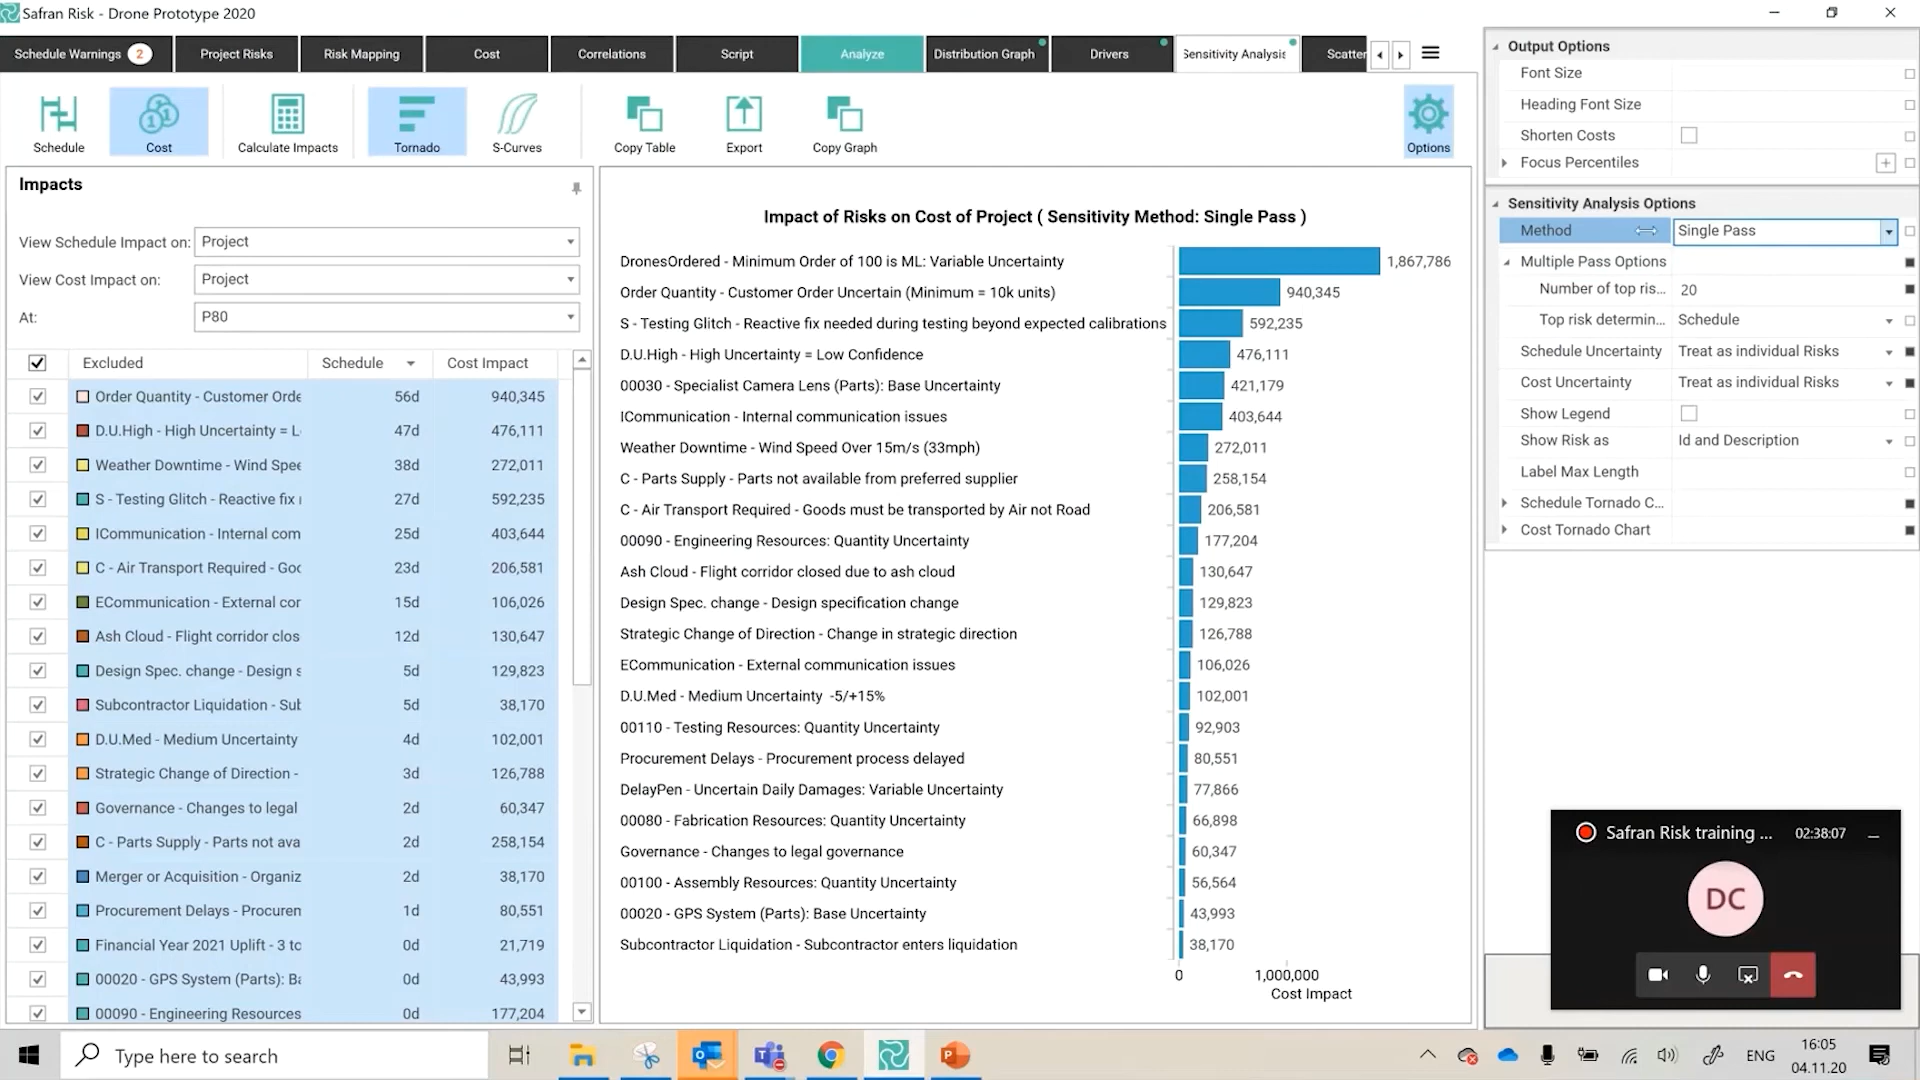 Safran Risk - Drone Prototype 2020
Schedule Warnings 2
Project Risks
Risk Mapping
Cost
Correlations
Script
Analyze
Distribution Graph
Drivers
Sensitivity Analysis
Scatter
Schedule
Cost
Calculate Impacts
Tornado
S-Curves
Copy Table
Export
Copy Graph
Options
Impacts
View Schedule Impact on: Project
View Cost Impact on: Project
At: P80
Excluded Schedule Cost Impact
Order Quantity - Customer Orde 56d 940,345
D.U.High - High Uncertainty = L 47d 476,111
Weather Downtime - Wind Spee 38d 272,011
S - Testing Glitch - Reactive fix 27d 592,235
ICommunication - Internal com 25d 403,644
C - Air Transport Required - Goo 23d 206,581
ECommunication - External cor 15d 106,026
Ash Cloud - Flight corridor clos 12d 130,647
Design Spec. change - Design s 5d 129,823
Subcontractor Liquidation - Sub 5d 38,170
D.U.Med - Medium Uncertainty 4d 102,001
Strategic Change of Direction - 3d 126,788
Governance - Changes to legal 2d 60,347
C - Parts Supply - Parts not ava 2d 258,154
Merger or Acquisition - Organiz 2d 38,170
Procurement Delays - Procuren 1d 80,551
Financial Year 2021 Uplift - 3 to 0d 21,719
00020 - GPS System (Parts): Ba 0d 43,993
00090 - Engineering Resources 0d 177,204
Impact of Risks on Cost of Project ( Sensitivity Method: Single Pass )
DronesOrdered - Minimum Order of 100 is ML: Variable Uncertainty 1,867,786
Order Quantity - Customer Order Uncertain (Minimum = 10k units) 940,345
S - Testing Glitch - Reactive fix needed during testing beyond expected calibrations 592,235
D.U.High - High Uncertainty = Low Confidence 476,111
00030 - Specialist Camera Lens (Parts): Base Uncertainty 421,179
ICommunication - Internal communication issues 403,644
Weather Downtime - Wind Speed Over 15m/s (33mph) 272,011
C - Parts Supply - Parts not available from preferred supplier 258,154
C - Air Transport Required - Goods must be transported by Air not Road 206,581
00090 - Engineering Resources: Quantity Uncertainty 177,204
Ash Cloud - Flight corridor closed due to ash cloud 130,647
Design Spec. change - Design specification change 129,823
Strategic Change of Direction - Change in strategic direction 126,788
ECommunication - External communication issues 106,026
D.U.Med - Medium Uncertainty -5/+15% 102,001
00110 - Testing Resources: Quantity Uncertainty 92,903
Procurement Delays - Procurement process delayed 80,551
DelayPen - Uncertain Daily Damages: Variable Uncertainty 77,866
00080 - Fabrication Resources: Quantity Uncertainty 66,898
Governance - Changes to legal governance 60,347
00100 - Assembly Resources: Quantity Uncertainty 56,564
00020 - GPS System (Parts): Base Uncertainty 43,993
Subcontractor Liquidation - Subcontractor enters liquidation 38,170
0 1,000,000
Cost Impact
Output Options
Font Size
Heading Font Size
Shorten Costs
Focus Percentiles
Sensitivity Analysis Options
Method Single Pass
Multiple Pass Options
Number of top ris... 20
Top risk determin... Schedule
Schedule Uncertainty Treat as individual Risks
Cost Uncertainty Treat as individual Risks
Show Legend
Show Risk as Id and Description
Label Max Length
Schedule Tornado C...
Cost Tornado Chart
Safran Risk training ... 02:38:07
DC
Type here to search
ENG
16:05
04.11.20